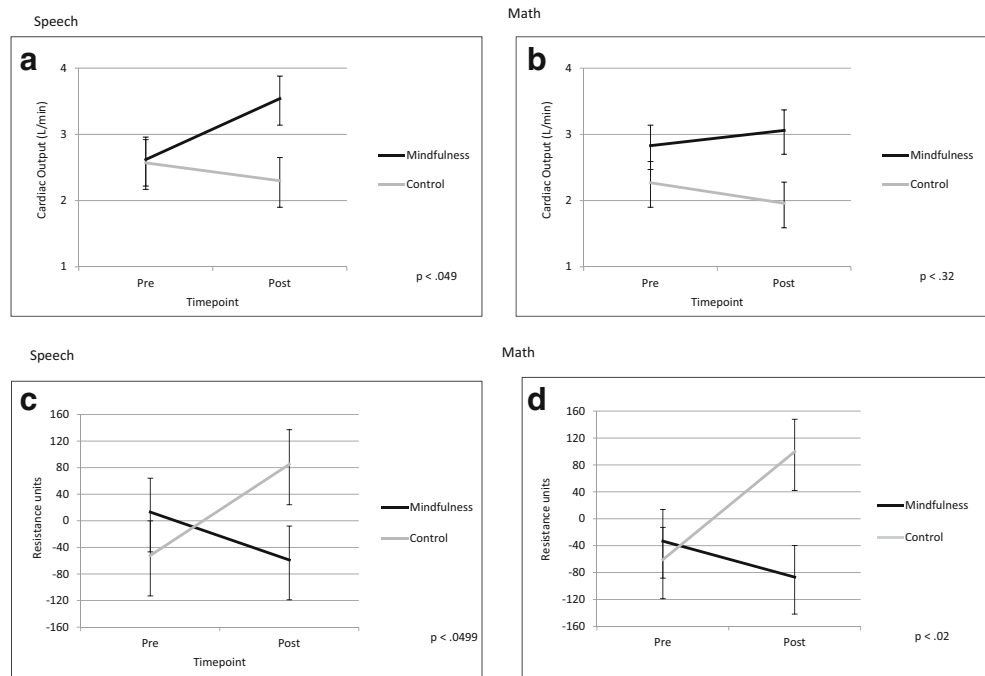 Speech
Math
a
4
3
2
1
Cardiac Output (L/min)
Pre
Post
Timepoint
Mindfulness
Control
p < .049
b
4
3
2
1
Cardiac Output (L/min)
Pre
Post
Timepoint
Mindfulness
Control
p < .32
Speech
Math
c
160
120
80
40
0
-40
-80
-120
-160
Resistance units
Pre
Post
Timepoint
Mindfulness
Control
p < .0499
d
160
120
80
40
0
-40
-80
-120
-160
Resistance units
Pre
Post
Mindfulness
Control
p < .02